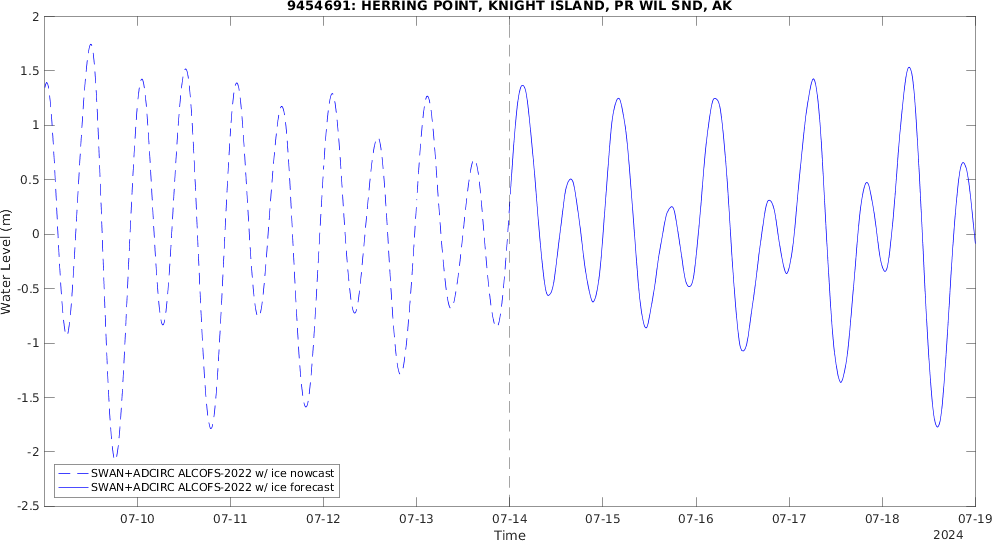 9454691: HERRING POINT, KNIGHT ISLAND, PR WIL SND, AK
Water Level (m)
2
1.5
1
0.5
0
-0.5
-1
-1.5
-2
-2.5
SWAN+ADCIRC ALCOFS-2022 w/ ice nowcast
SWAN+ADCIRC ALCOFS-2022 w/ ice forecast
07-10 07-11 07-12 07-13 07-14 07-15 07-16 07-17 07-18 07-19
Time
2024